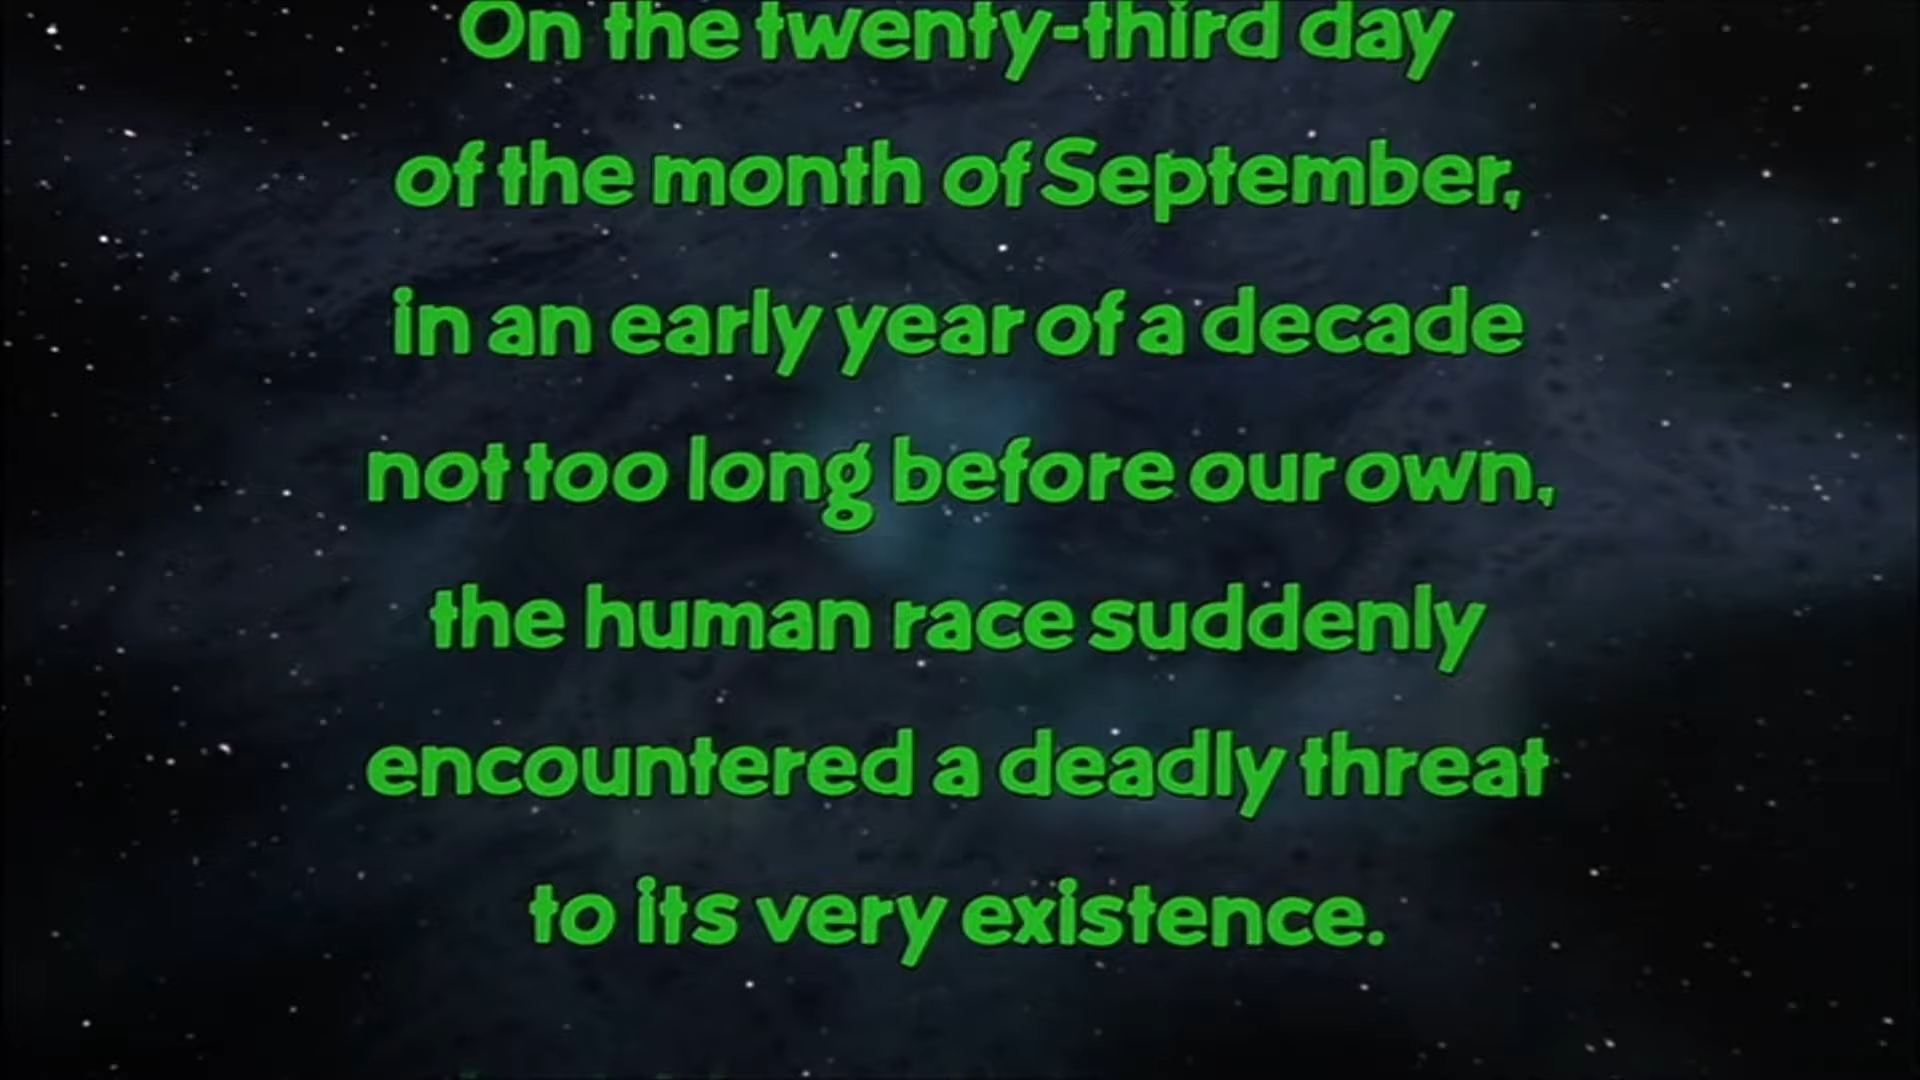 On the twenty-third day
of the month of September,
in an early year of a decade
not too long before our own,
the human race suddenly
encountered a deadly threat
to its very existence.